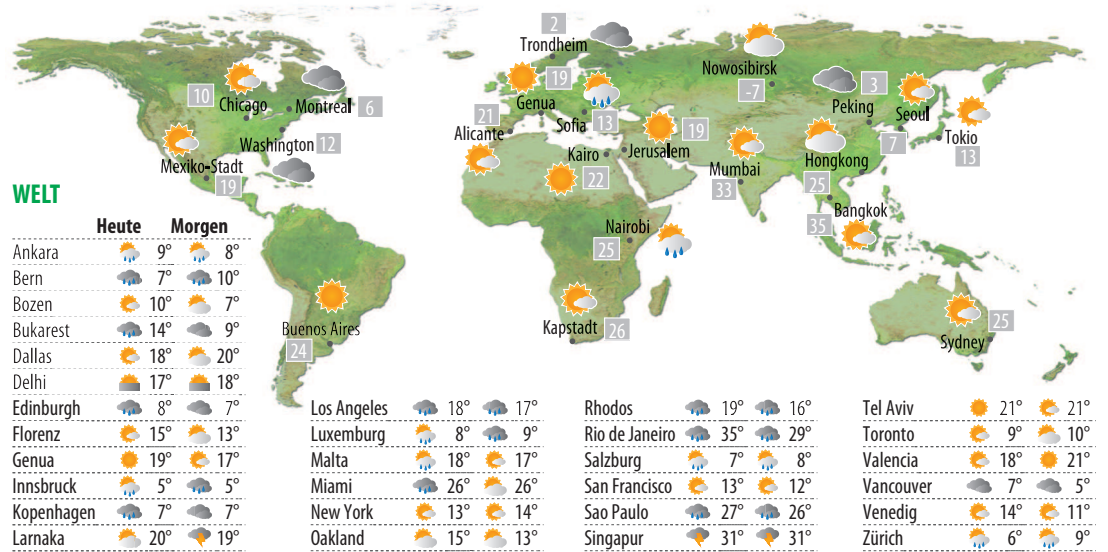 2
Trondheim
19
Genua
Nowosibirsk
-7
3
Peking
Seoul
10
Chicago
Montreal
6
21
Alicante
Sofia
13
Washington
12
Kairo
Jerusalem
19
Mumbai
33
Hongkong
25
7
Tokio
13
Mexiko-Stadt
19
22
WELT
Bangkok
35
Nairobi
25
Buenos Aires
24
Kapstadt
26
25
Sydney
Heute Morgen
Ankara 9° 8°
Bern 7° 10°
Bozen 10° 7°
Bukarest 14° 9°
Dallas 18° 20°
Delhi 17° 18°
Edinburgh 8° 7°
Florenz 15° 13°
Genua 19° 17°
Innsbruck 5° 5°
Kopenhagen 7° 7°
Larnaka 20° 19°
Los Angeles 18° 17°
Luxemburg 8° 9°
Malta 18° 17°
Miami 26° 26°
New York 13° 14°
Oakland 15° 13°
Rhodos 19° 16°
Rio de Janeiro 35° 29°
Salzburg 7° 8°
San Francisco 13° 12°
Sao Paulo 27° 26°
Singapur 31° 31°
Tel Aviv 21° 21°
Toronto 9° 10°
Valencia 18° 21°
Vancouver 7° 5°
Venedig 14° 11°
Zürich 6° 9°